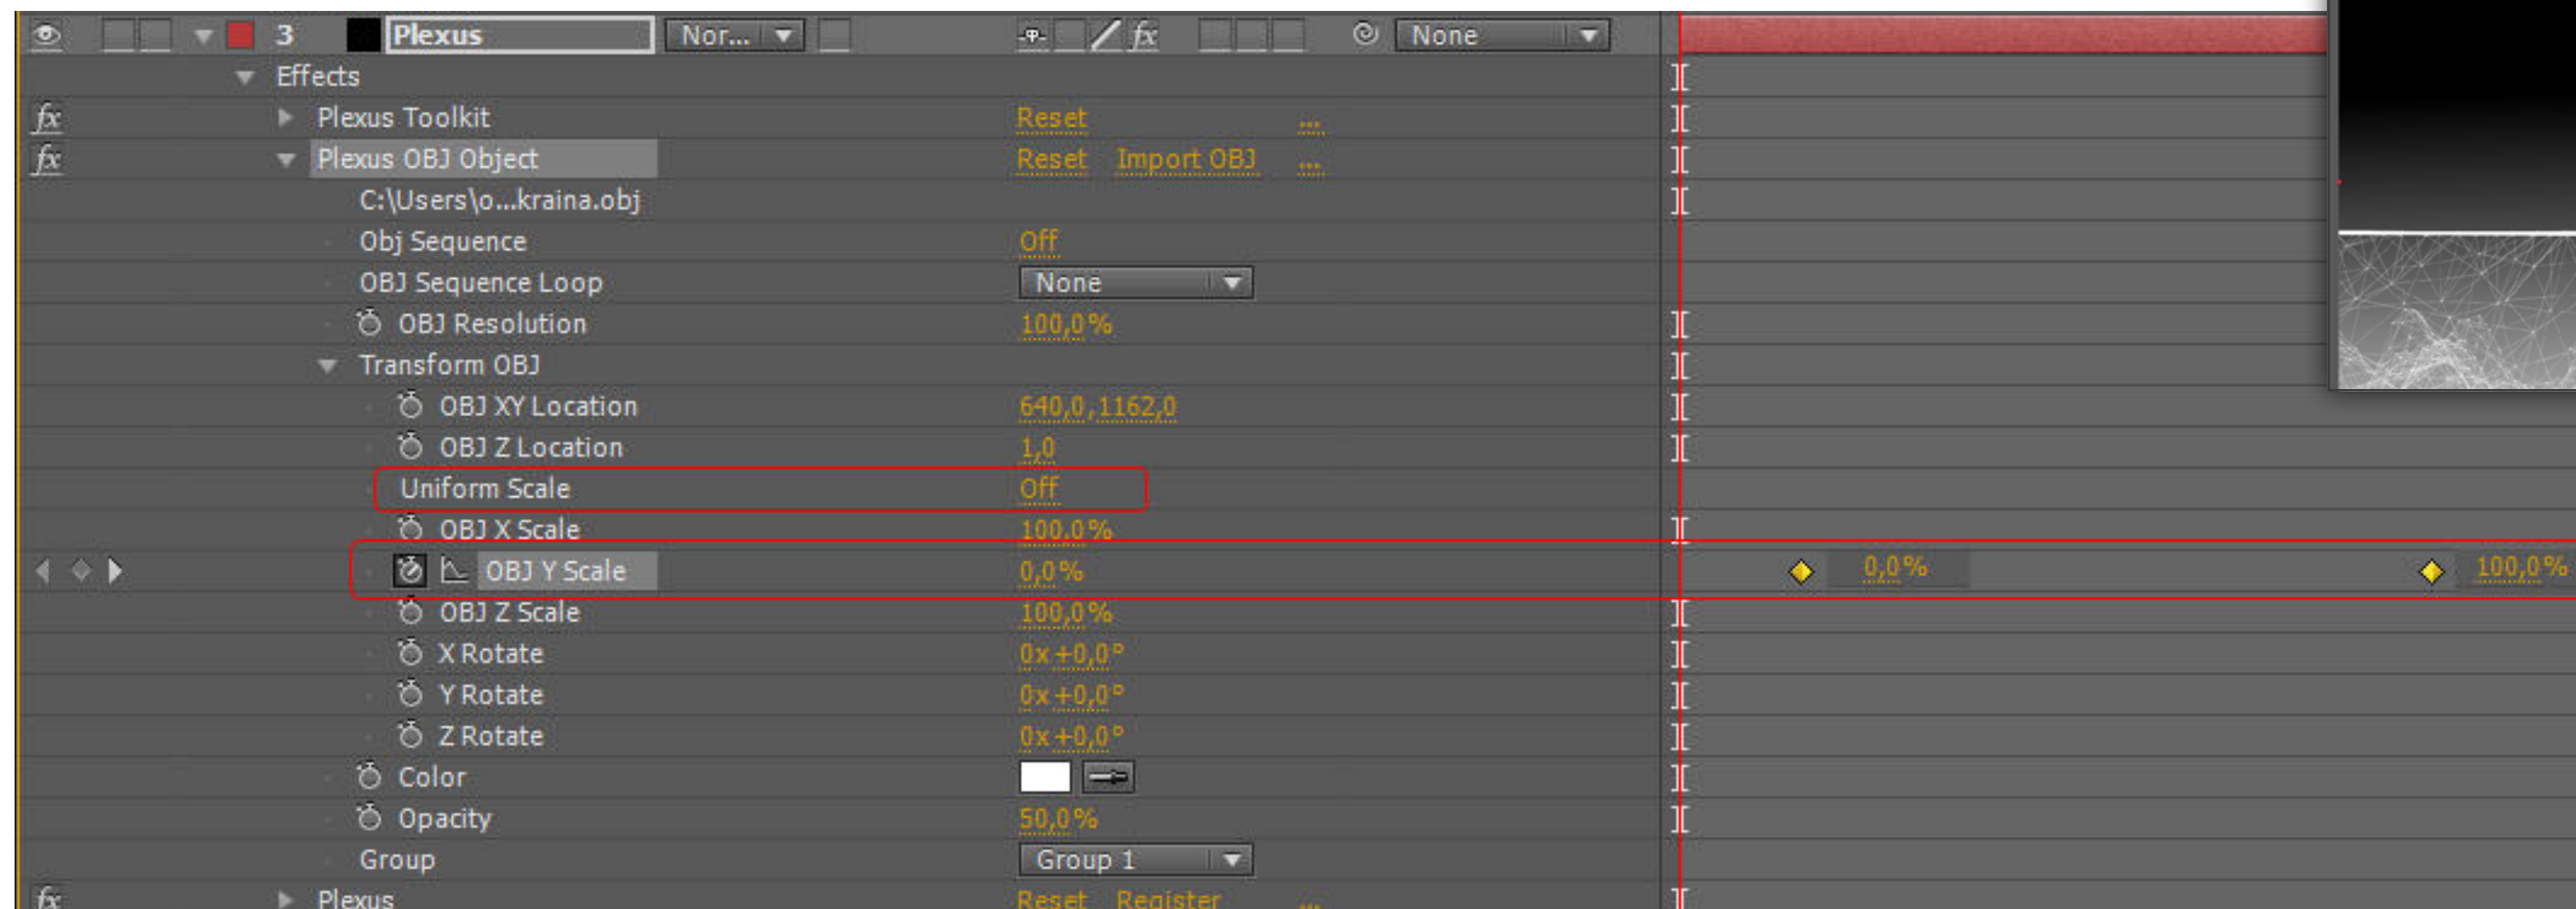 3 Plexus Nor... fx None
Effects
fx Plexus Toolkit Reset ...
fx Plexus OBJ Object Reset Import OBJ ...
C:\Users\o...kraina.obj
Obj Sequence Off
OBJ Sequence Loop None
OBJ Resolution 100,0%
Transform OBJ
OBJ XY Location 640,0,1162,0
OBJ Z Location 1,0
Uniform Scale Off
OBJ X Scale 100.0%
OBJ Y Scale 0,0% 0,0% 100,0%
OBJ Z Scale 100,0%
X Rotate 0x+0,0°
Y Rotate 0x+0,0°
Z Rotate 0x+0,0°
Color
Opacity 50,0%
Group Group 1
fx Plexus Reset Register ...